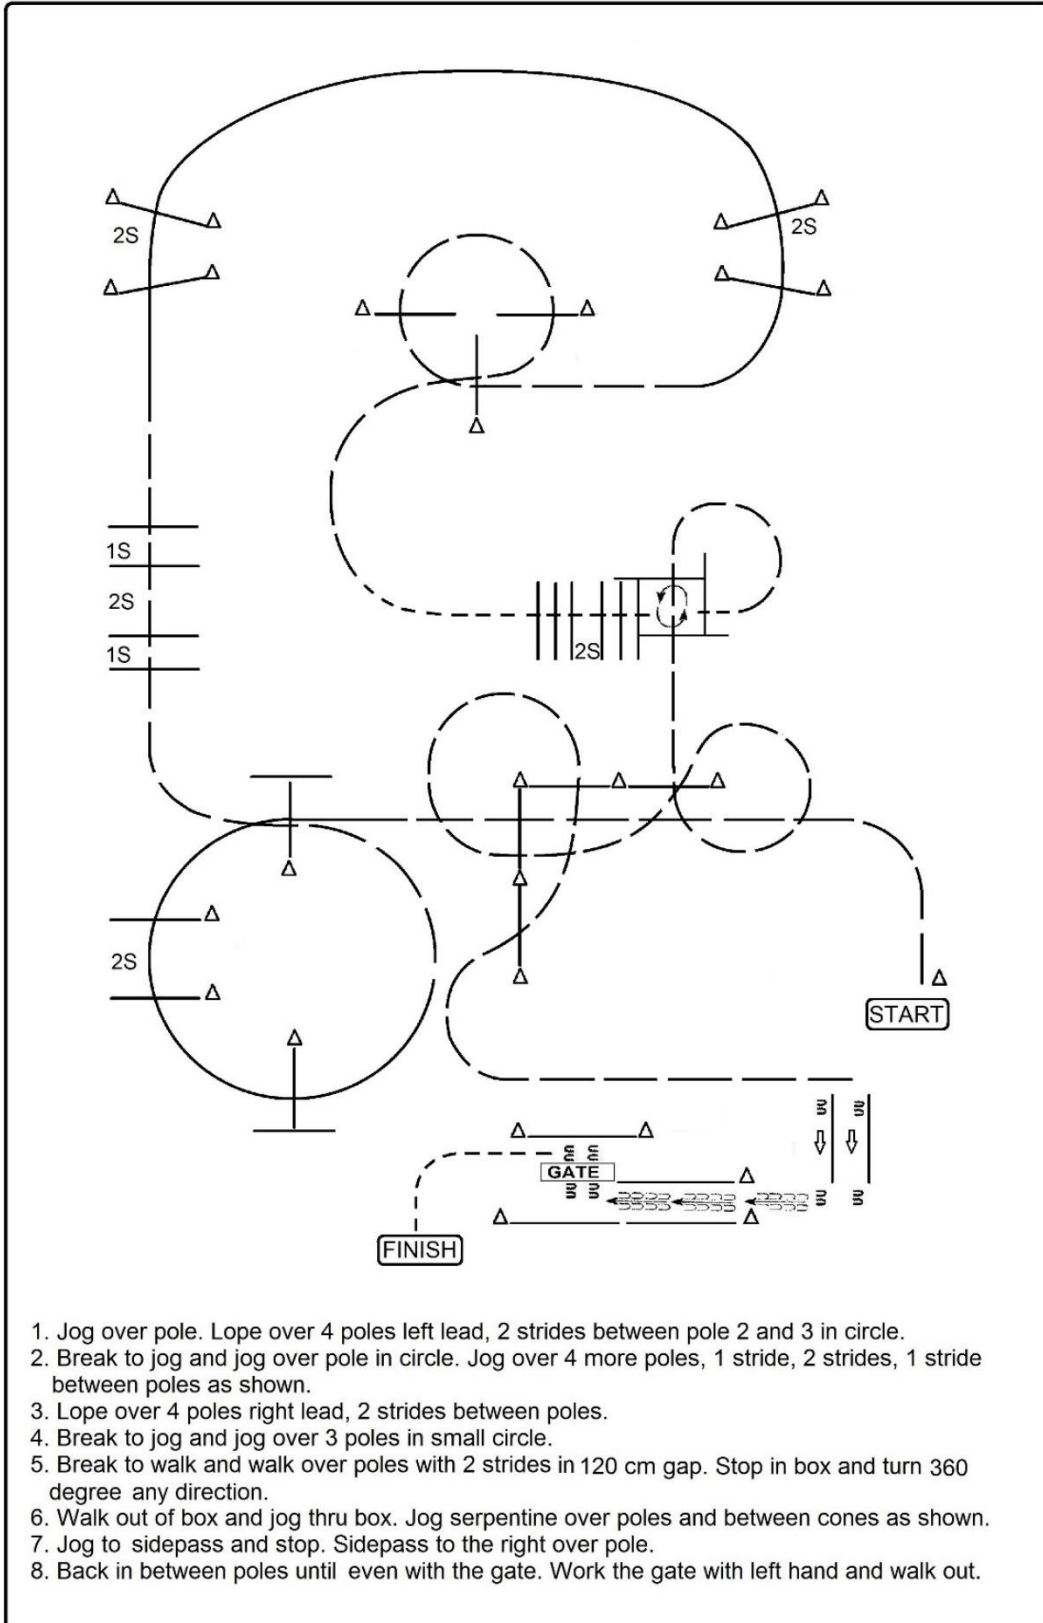 2S
2S
1S
2S
1S
2S
2S
START
GATE
FINISH
1. Jog over pole. Lope over 4 poles left lead, 2 strides between pole 2 and 3 in circle.
2. Break to jog and jog over pole in circle. Jog over 4 more poles, 1 stride, 2 strides, 1 stride
between poles as shown.
3. Lope over 4 poles right lead, 2 strides between poles.
4. Break to jog and jog over 3 poles in small circle.
5. Break to walk and walk over poles with 2 strides in 120 cm gap. Stop in box and turn 360
degree any direction.
6. Walk out of box and jog thru box. Jog serpentine over poles and between cones as shown.
7. Jog to sidepass and stop. Sidepass to the right over pole.
8. Back in between poles until even with the gate. Work the gate with left hand and walk out.